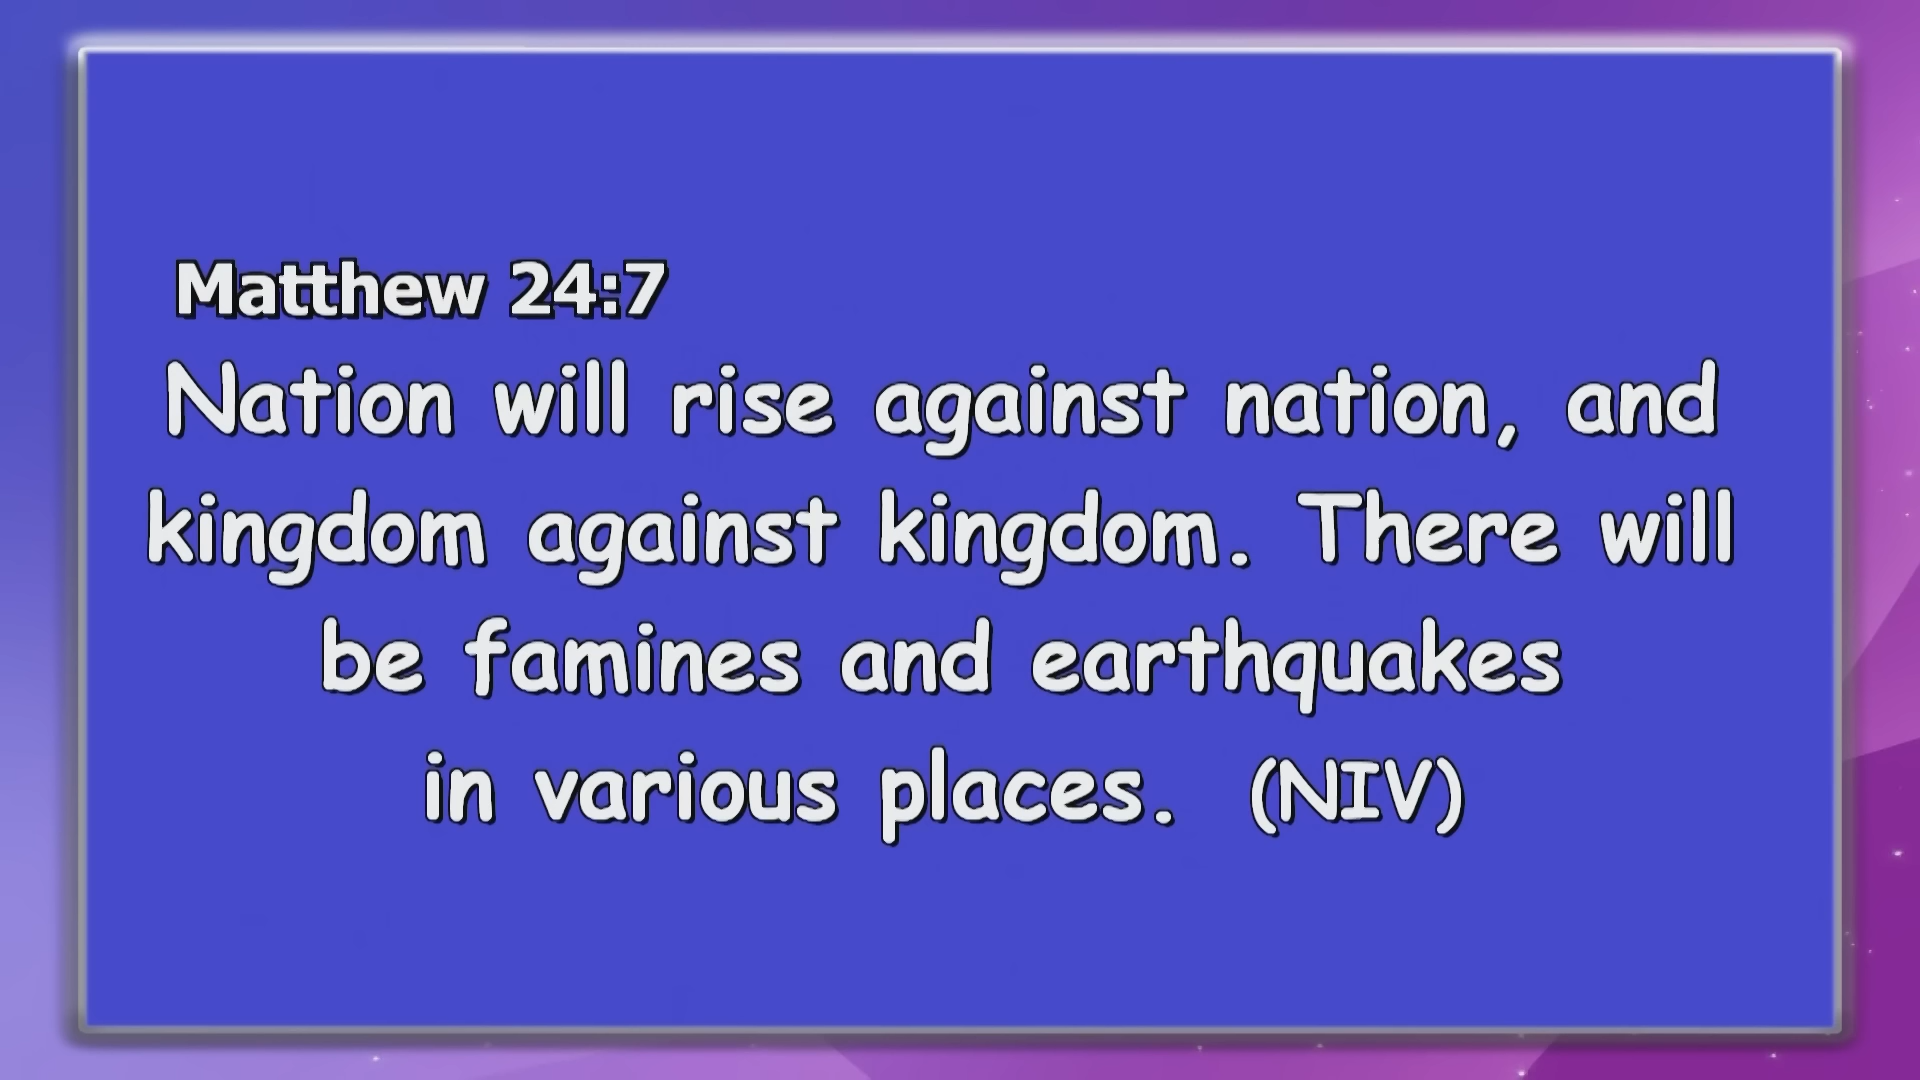 Matthew 24:7
Nation will rise against nation, and
kingdom against kingdom. There will
be famines and earthquakes
in various places. (NIV)